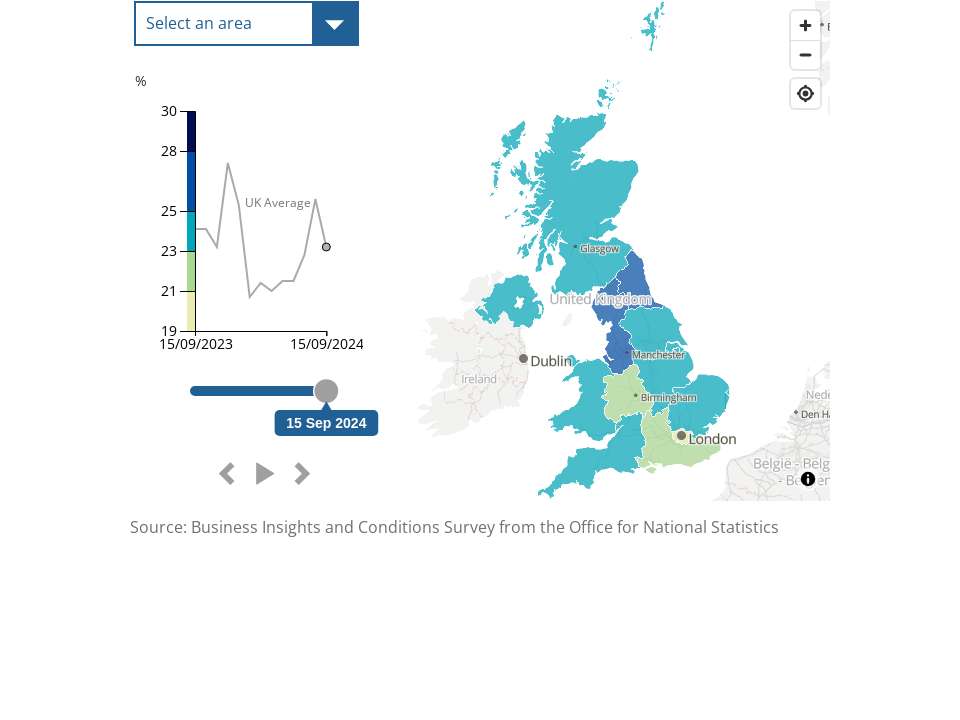 Select an area
%
30
28
25
23
21
19
UK Average
15/09/2023
15/09/2024
15 Sep 2024
Glasgow
United Kingdom
Dublin
Manchester
Ireland
Birmingham
London
Den H
België - Belg
Source: Business Insights and Conditions Survey from the Office for National Statistics